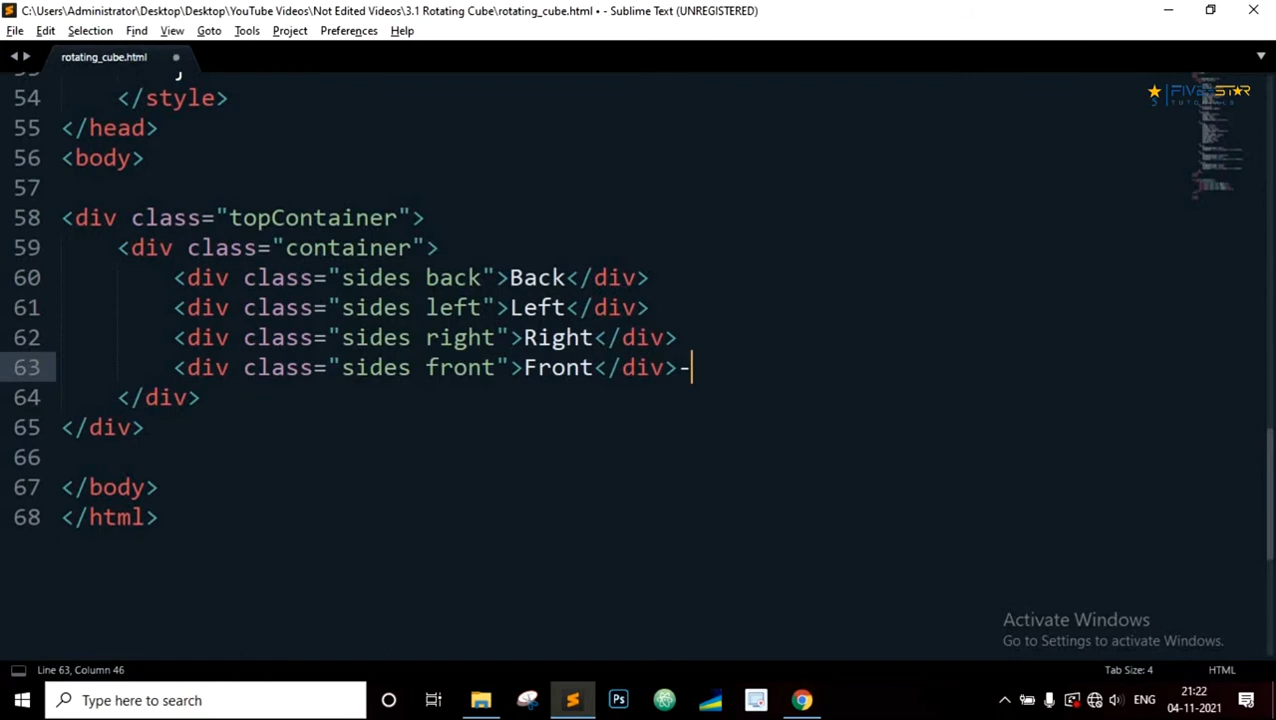 C:\Users\Administrator\Desktop\Desktop\YouTube Videos\Not Edited Videos\3.1 Rotating Cube\rotating_cube.html • - Sublime Text (UNREGISTERED)
File Edit Selection Find View Goto Tools Project Preferences Help
rotating_cube.html
}
54 </style>
55 </head>
56 <body>
57
58 <div class="topContainer">
59 <div class="container">
60 <div class="sides back">Back</div>
61 <div class="sides left">Left</div>
62 <div class="sides right">Right</div>
63 <div class="sides front">Front</div>-
64 </div>
65 </div>
66
67 </body>
68 </html>
FIVE STAR
TUTORIALS
Activate Windows
Go to Settings to activate Windows.
Line 63, Column 46
Tab Size: 4
HTML
Type here to search
Ps
ENG
21:22
04-11-2021